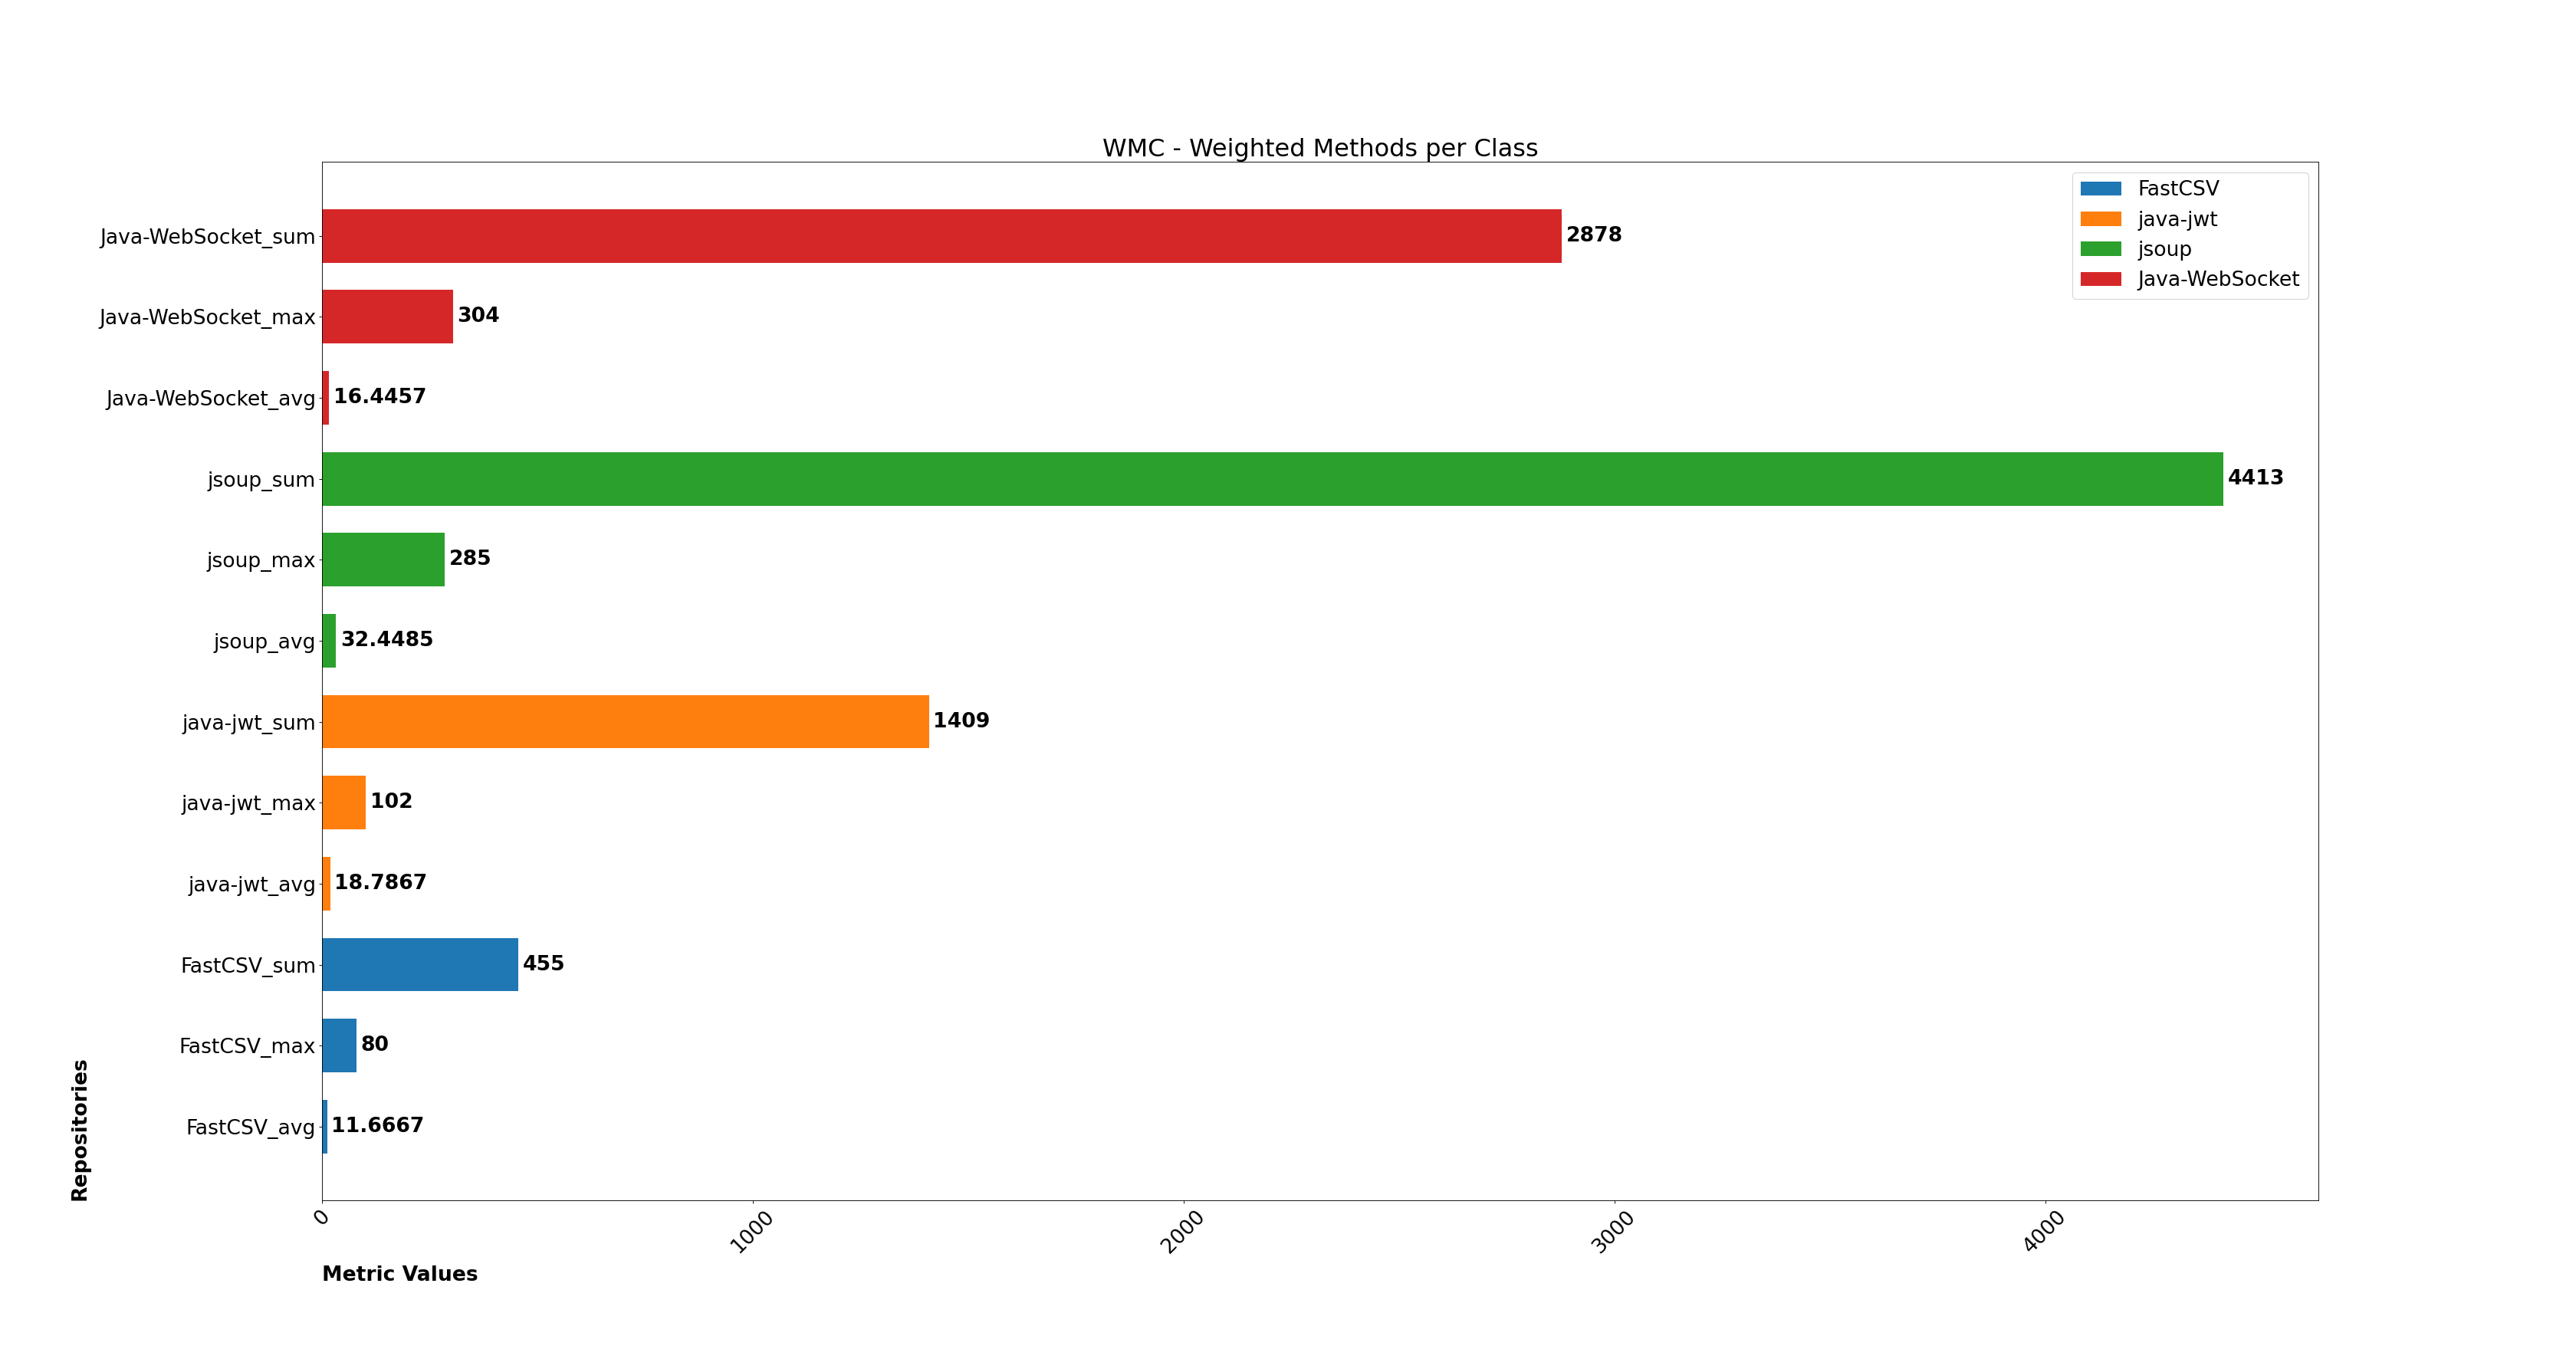 WMC - Weighted Methods per Class
FastCSV
java-jwt
jsoup
Java-WebSocket
Java-WebSocket_sum 2878
Java-WebSocket_max 304
Java-WebSocket_avg 16.4457
jsoup_sum 4413
jsoup_max 285
jsoup_avg 32.4485
java-jwt_sum 1409
java-jwt_max 102
java-jwt_avg 18.7867
FastCSV_sum 455
FastCSV_max 80
FastCSV_avg 11.6667
Repositories
0 1000 2000 3000 4000
Metric Values